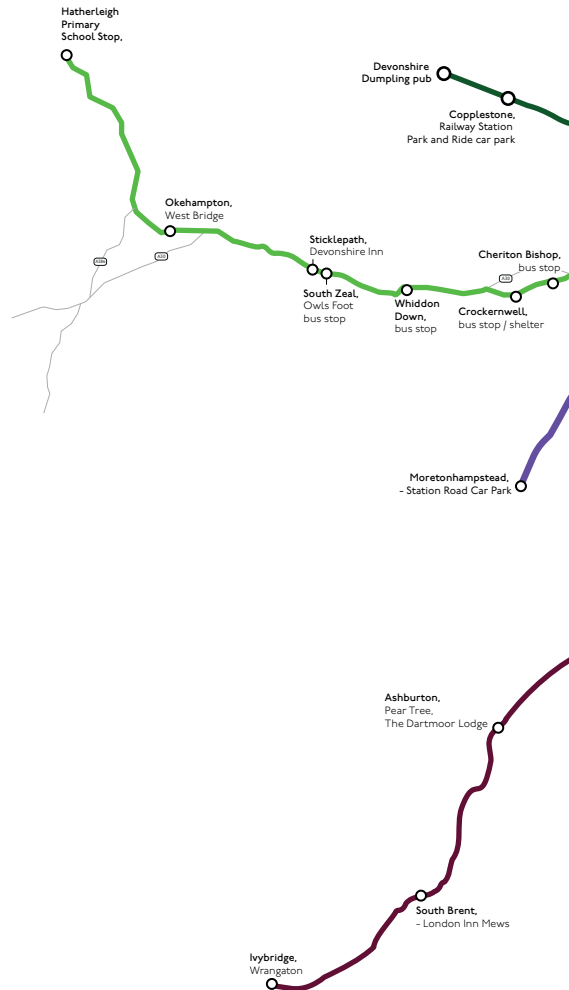 Hatherleigh
Primary
School Stop,
Devonshire
Dumpling pub
Copplestone,
Railway Station
Park and Ride car park
Okehampton,
West Bridge
Sticklepath,
Devonshire Inn
A386
A30
South Zeal,
Owls Foot
bus stop
Whiddon
Down,
bus stop
Cheriton Bishop,
bus stop
A30
Crockernwell,
bus stop / shelter
Moretonhampstead,
- Station Road Car Park
Ashburton,
Pear Tree,
The Dartmoor Lodge
South Brent,
- London Inn Mews
Ivybridge,
Wrangaton